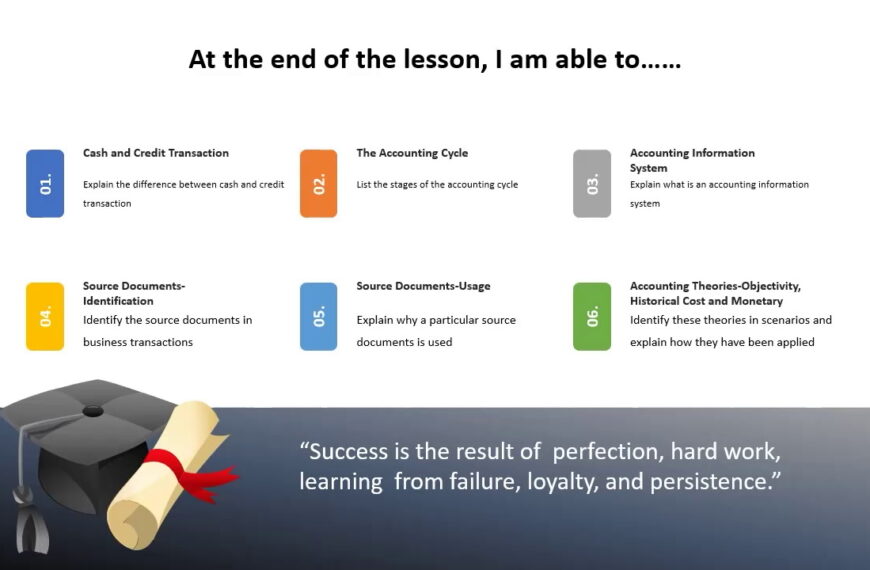 At the end of the lesson, I am able to......
01.
Cash and Credit Transaction
Explain the difference between cash and credit
transaction
02.
The Accounting Cycle
List the stages of the accounting cycle
03.
Accounting Information
System
Explain what is an accounting information
system
04.
Source Documents-
Identification
Identify the source documents in
business transactions
05.
Source Documents-Usage
Explain why a particular source
documents is used
06.
Accounting Theories-Objectivity,
Historical Cost and Monetary
Identify these theories in scenarios and
explain how they have been applied
“Success is the result of perfection, hard work,
learning from failure, loyalty, and persistence.”